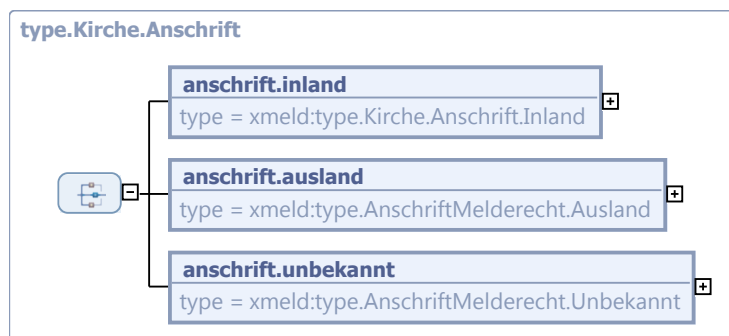 type.Kirche.Anschrift
anschrift.inland
type = xmeld:type.Kirche.Anschrift.Inland
anschrift.ausland
type = xmeld:type.AnschriftMelderecht.Ausland
anschrift.unbekannt
type = xmeld:type.AnschriftMelderecht.Unbekannt